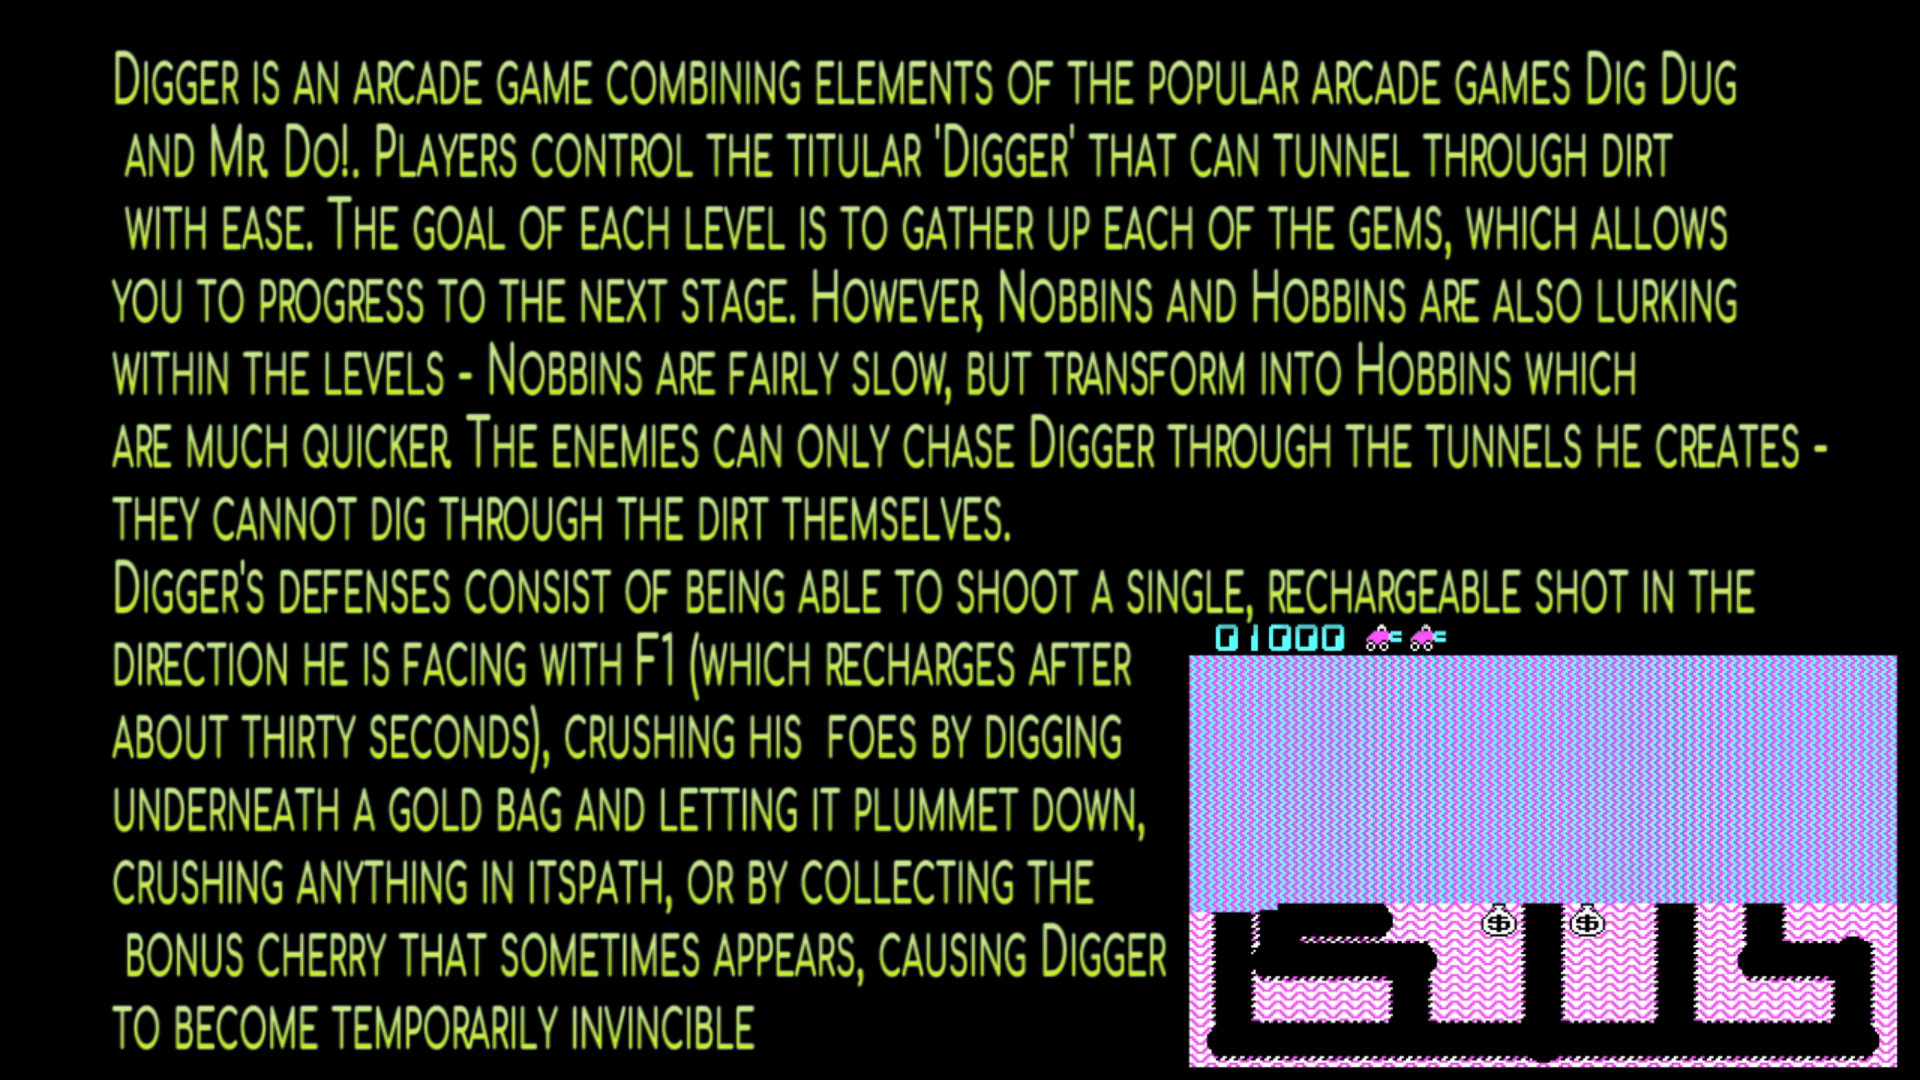 Digger is an arcade game combining elements of the popular arcade games Dig Dug
and Mr. Do!. Players control the titular 'Digger' that can tunnel through dirt
with ease. The goal of each level is to gather up each of the gems, which allows
you to progress to the next stage. However, Nobbins and Hobbins are also lurking
within the levels - Nobbins are fairly slow, but transform into Hobbins which
are much quicker. The enemies can only chase Digger through the tunnels he creates -
they cannot dig through the dirt themselves.
Digger's defenses consist of being able to shoot a single, rechargeable shot in the
direction he is facing with F1 (which recharges after
about thirty seconds), crushing his foes by digging
underneath a gold bag and letting it plummet down,
crushing anything in itspath, or by collecting the
bonus cherry that sometimes appears, causing Digger
to become temporarily invincible
01000
$ $